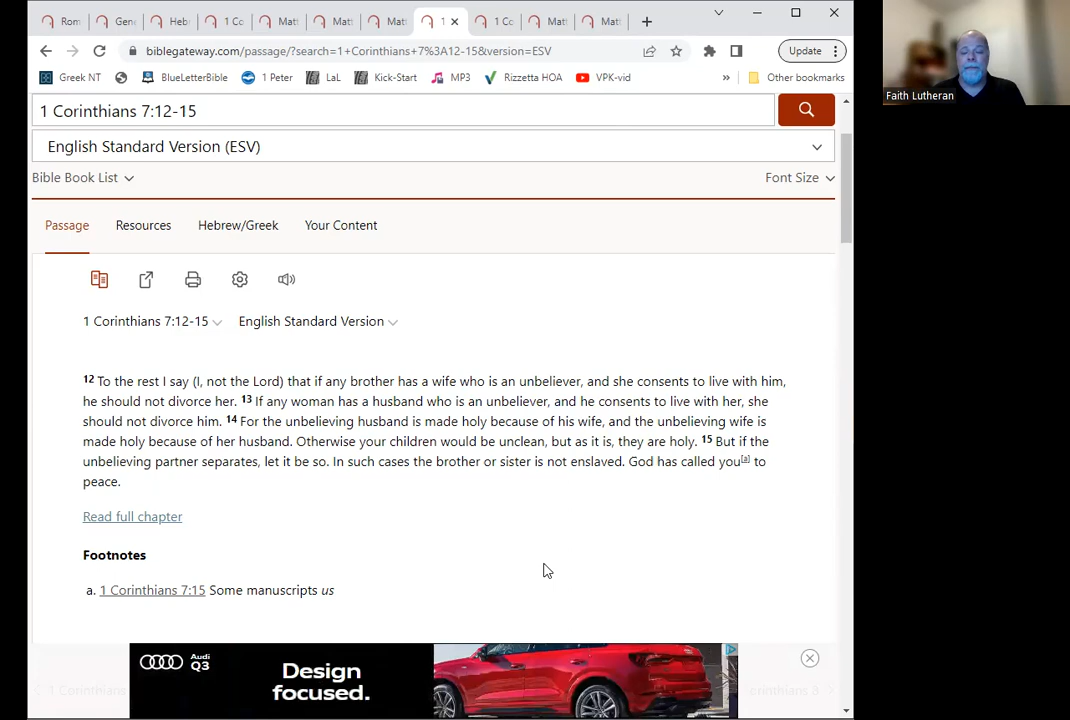 Rom
Gene
Heb
1 Co
Matt
Matt
Matt
1
1 Co
Matt
Matt
biblegateway.com/passage/?search=1+Corinthians+7%3A12-15&version=ESV
Update
Greek NT
BlueLetterBible
1 Peter
LaL
Kick-Start
MP3
Rizzetta HOA
VPK-vid
»
Other bookmarks
Faith Lutheran
1 Corinthians 7:12-15
English Standard Version (ESV)
Bible Book List
Font Size
Passage
Resources
Hebrew/Greek
Your Content
1 Corinthians 7:12-15
English Standard Version
12 To the rest I say (I, not the Lord) that if any brother has a wife who is an unbeliever, and she consents to live with him,
he should not divorce her. 13 If any woman has a husband who is an unbeliever, and he consents to live with her, she
should not divorce him. 14 For the unbelieving husband is made holy because of his wife, and the unbelieving wife is
made holy because of her husband. Otherwise your children would be unclean, but as it is, they are holy. 15 But if the
unbelieving partner separates, let it be so. In such cases the brother or sister is not enslaved. God has called you[a] to
peace.
Read full chapter
Footnotes
a. 1 Corinthians 7:15 Some manuscripts us
Audi
Q3
Design
focused.
1 Corinthians
orinthians 8